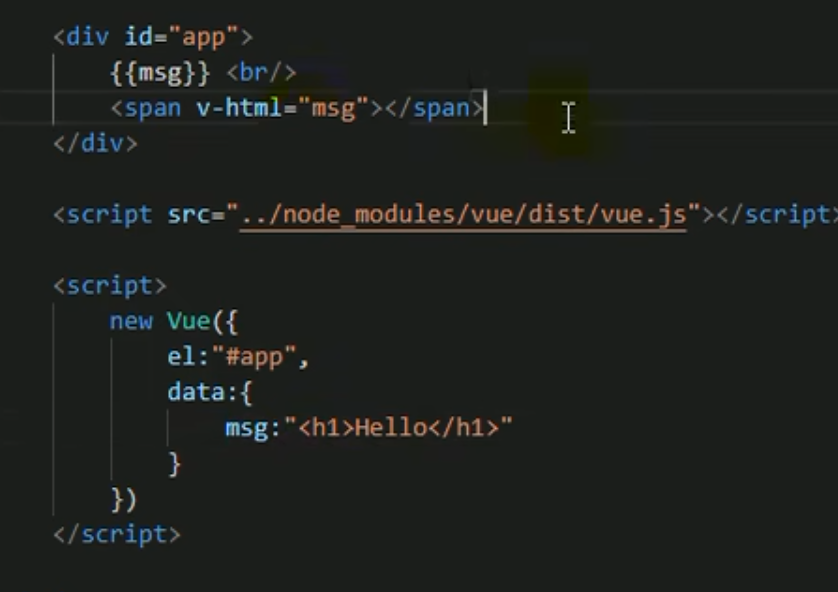 <div id="app">
{{msg}} <br/>
<span v-html="msg"></span>
</div>
<script src="../node_modules/vue/dist/vue.js"></script>
<script>
new Vue({
el:"#app",
data:{
msg:"<h1>Hello</h1>"
}
})
</script>